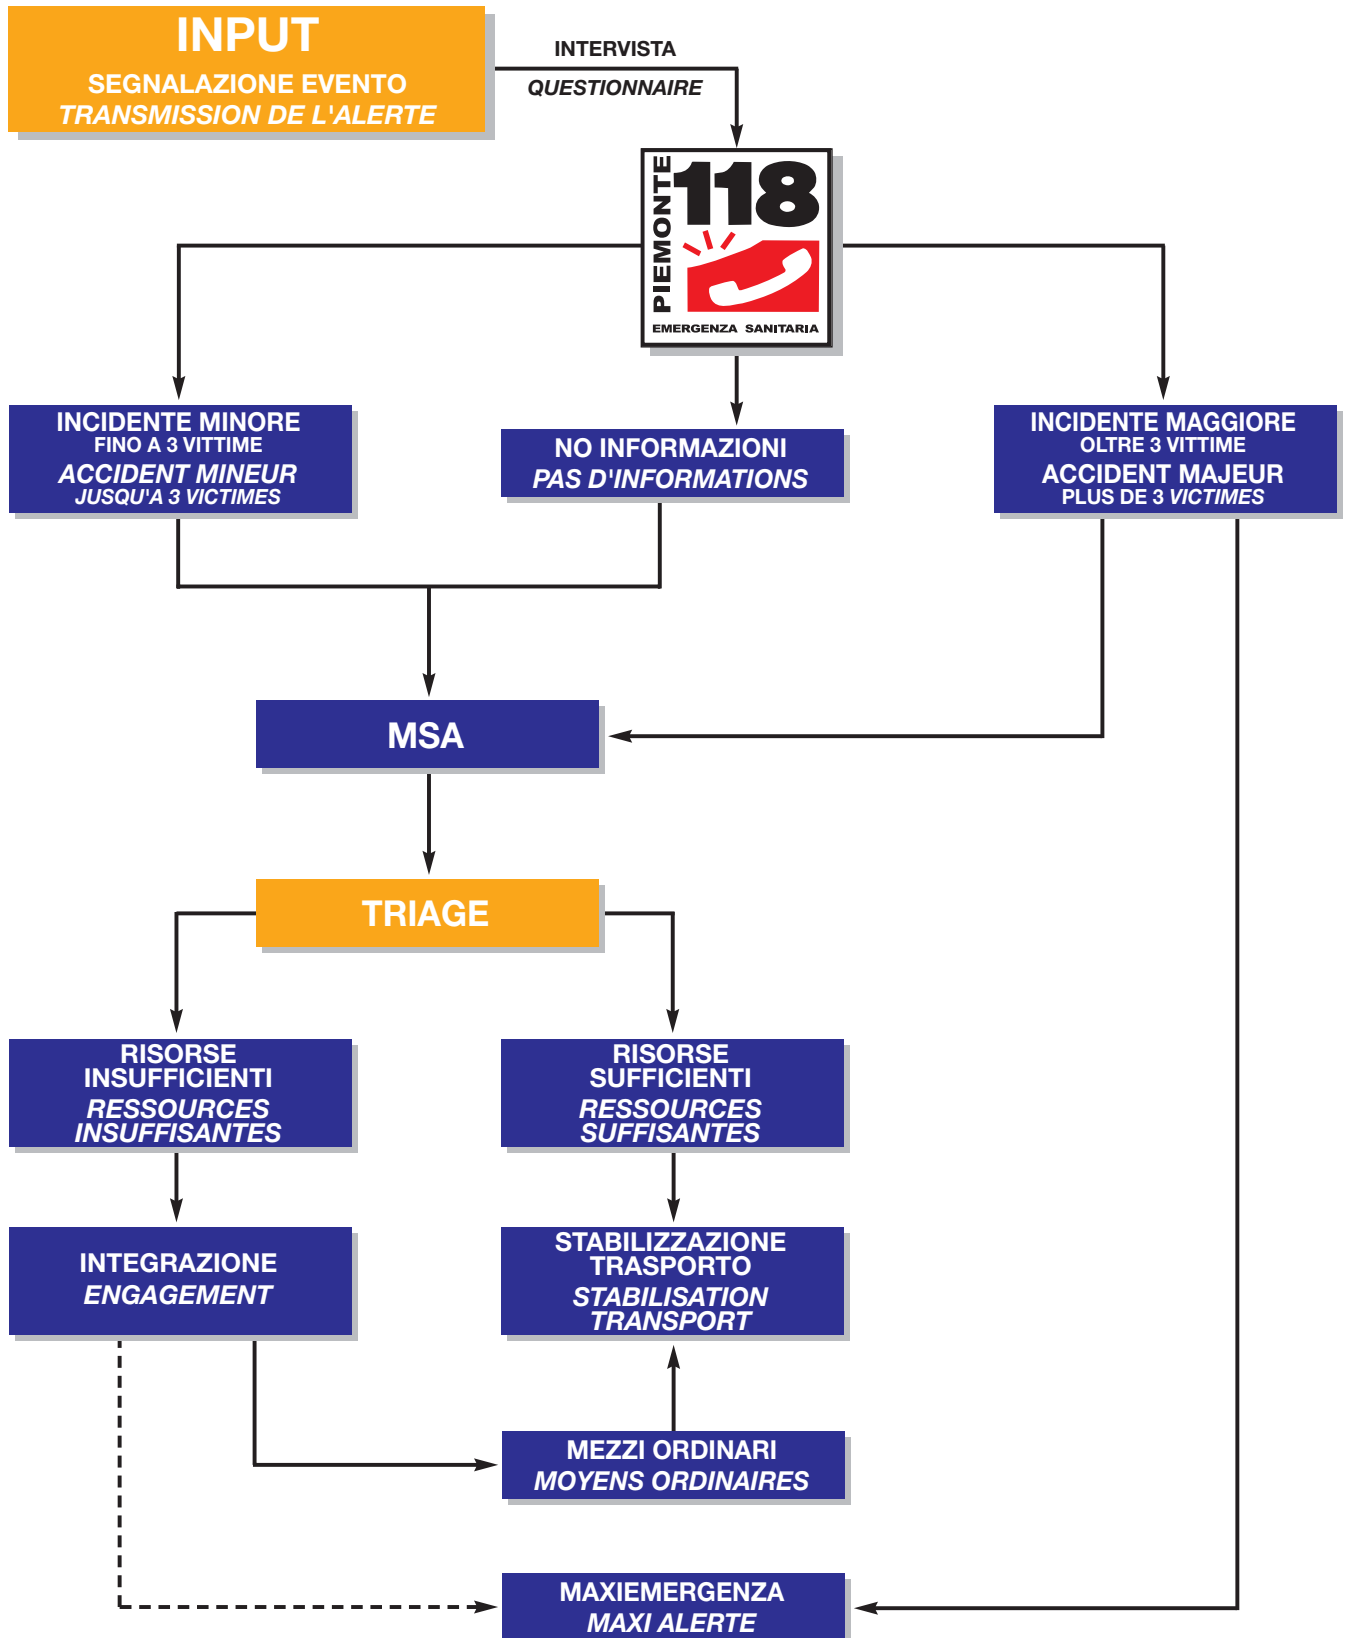 INPUT
SEGNALAZIONE EVENTO
TRANSMISSION DE L'ALERTE
INTERVISTA
QUESTIONNAIRE
PIEMONTE
118
EMERGENZA SANITARIA
INCIDENTE MINORE
FINO A 3 VITTIME
ACCIDENT MINEUR
JUSQU'A 3 VICTIMES
NO INFORMAZIONI
PAS D'INFORMATIONS
INCIDENTE MAGGIORE
OLTRE 3 VITTIME
ACCIDENT MAJEUR
PLUS DE 3 VICTIMES
MSA
TRIAGE
RISORSE
INSUFFICIENTI
RESSOURCES
INSUFFISANTES
RISORSE
SUFFICIENTI
RESSOURCES
SUFFISANTES
INTEGRAZIONE
ENGAGEMENT
STABILIZZAZIONE
TRASPORTO
STABILISATION
TRANSPORT
MEZZI ORDINARI
MOYENS ORDINAIRES
MAXIEMERGENZA
MAXI ALERTE